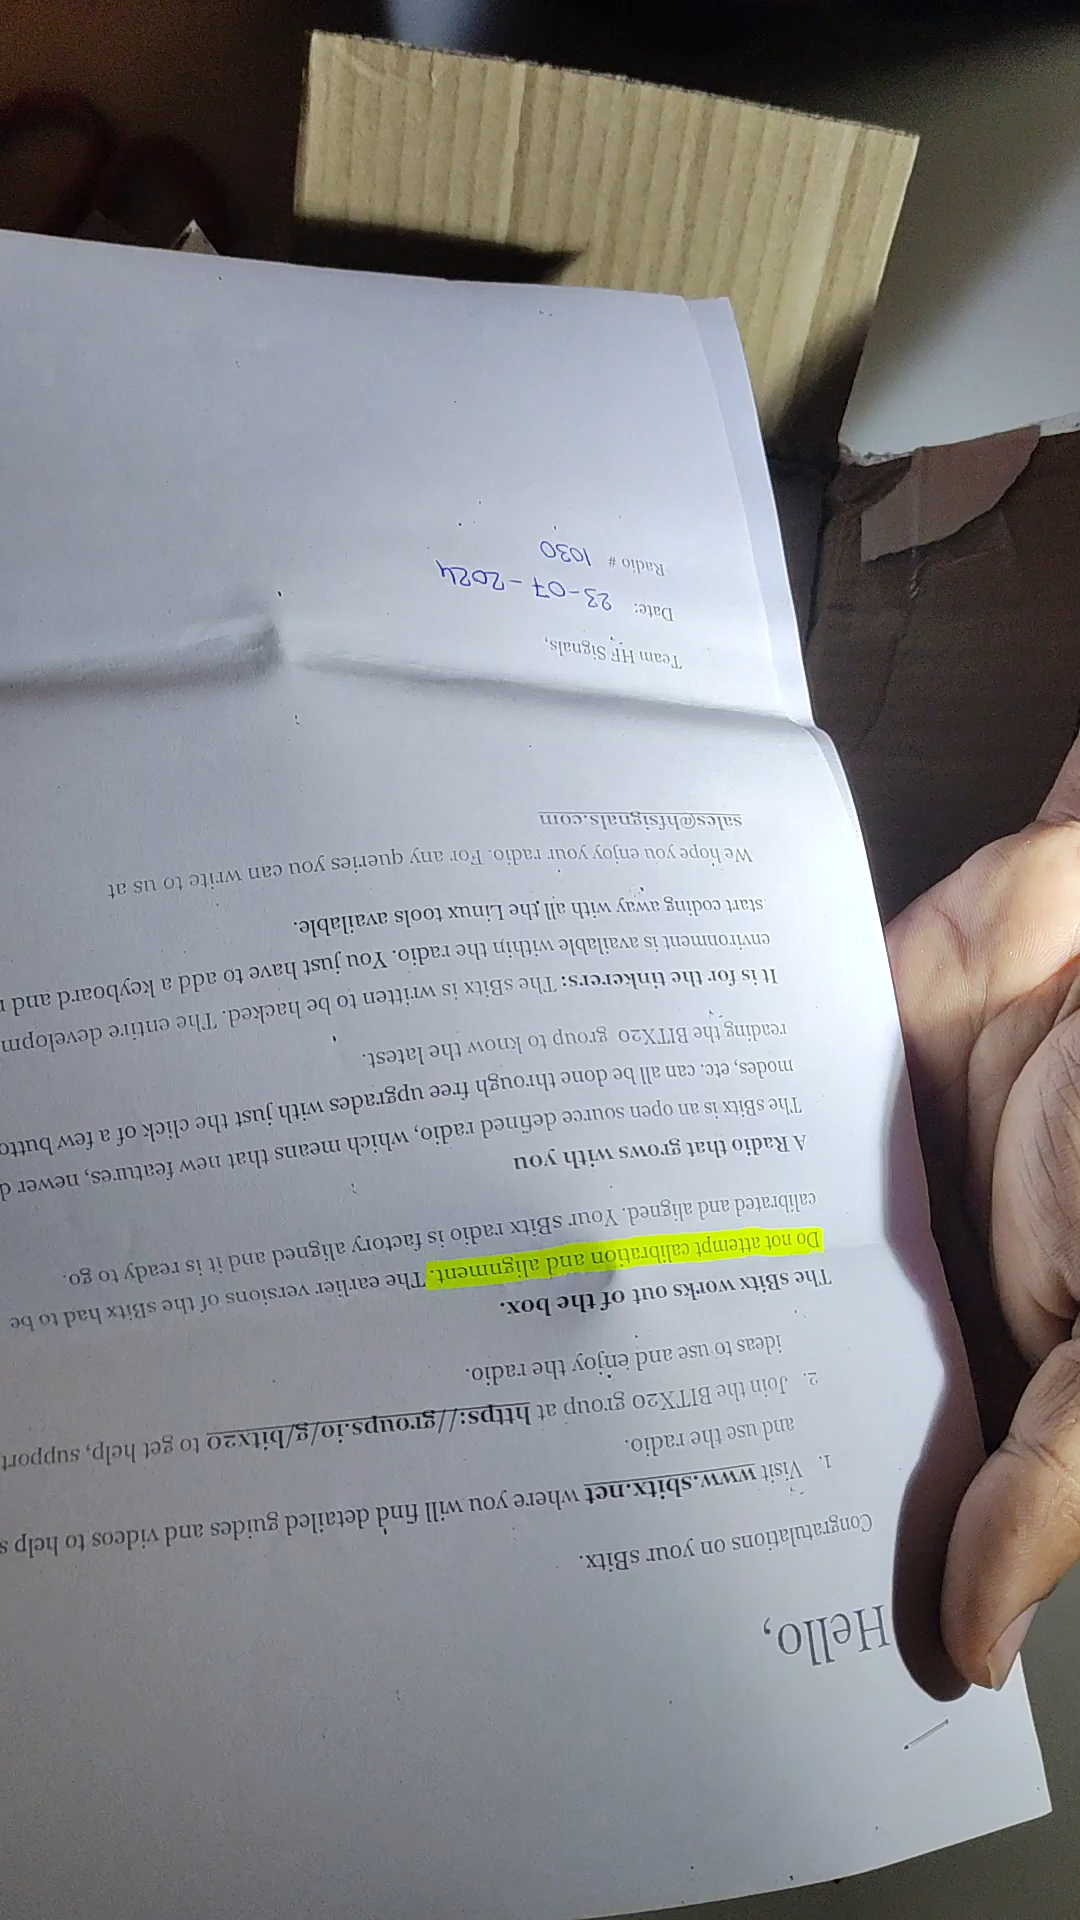 Hello,
Congratulations on your sBitx.
1. Visit www.sbitx.net where you will find detailed guides and videos to help
and use the radio.
2. Join the BITX20 group at https://groups.io/g/bitx20 to get help, support
ideas to use and enjoy the radio.
The sBitx works out of the box.
Do not attempt calibration and alignment. The earlier versions of the sBitx had to be
calibrated and aligned. Your sBitx radio is factory aligned and it is ready to go.
A Radio that grows with you
The sBitx is an open source defined radio, which means that new features, newer
modes, etc. can all be done through free upgrades with just the click of a few butto
reading the BITX20 group to know the latest.
It is for the tinkerers: The sBitx is written to be hacked. The entire developm
environment is available within the radio. You just have to add a keyboard and
start coding away with all the Linux tools available.
We hope you enjoy your radio. For any queries you can write to us at
sales@hfsignals.com
Team HF Signals,
Date: 23-07-2024
Radio # 1030